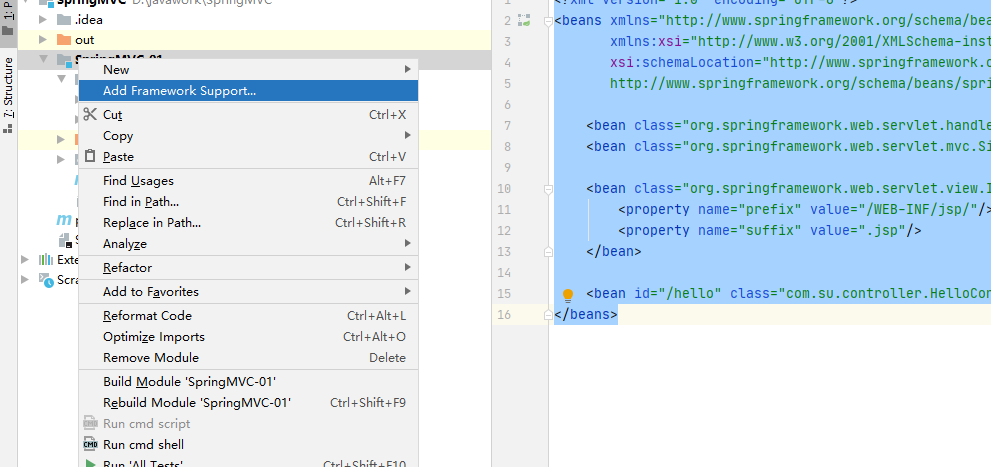 springMVC D:\javawork\SpringMVC
.idea
out
SpringMVC-01
Z: Structure
New
Add Framework Support...
Cut Ctrl+X
Copy
Paste Ctrl+V
Find Usages Alt+F7
Find in Path... Ctrl+Shift+F
Replace in Path... Ctrl+Shift+R
Analyze
Refactor
Add to Favorites
Reformat Code Ctrl+Alt+L
Optimize Imports Ctrl+Alt+O
Remove Module Delete
Build Module 'SpringMVC-01'
Rebuild Module 'SpringMVC-01' Ctrl+Shift+F9
Run cmd script
Run cmd shell
Run 'All Tests' Ctrl+Shift+F10
Exte
Scra
<?xml version="1.0" encoding="UTF-8"?>
2 <beans xmlns="http://www.springframework.org/schema/bea
3 xmlns:xsi="http://www.w3.org/2001/XMLSchema-inst
4 xsi:schemaLocation="http://www.springframework.o
5 http://www.springframework.org/schema/beans/spri
6
7 <bean class="org.springframework.web.servlet.handle
8 <bean class="org.springframework.web.servlet.mvc.Si
9
10 <bean class="org.springframework.web.servlet.view.I
11 <property name="prefix" value="/WEB-INF/jsp/"/>
12 <property name="suffix" value=".jsp"/>
13 </bean>
14
15 <bean id="/hello" class="com.su.controller.HelloCon
16 </beans>